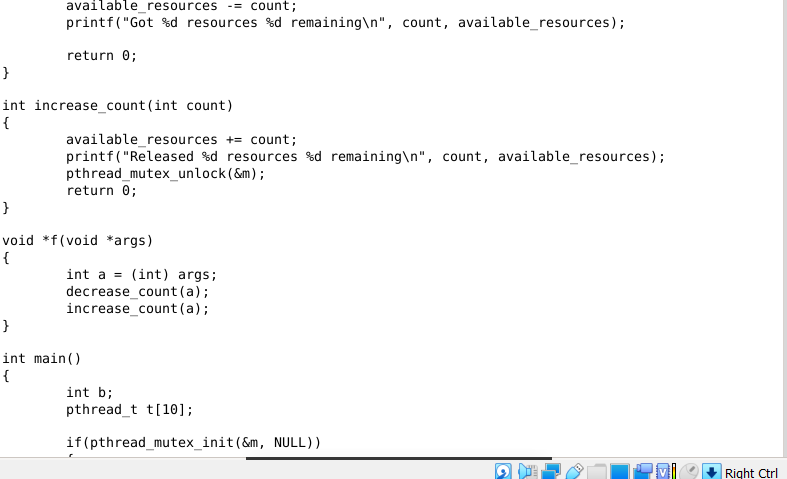 available_resources -= count;
        printf("Got %d resources %d remaining\n", count, available_resources);

        return 0;
}

int increase_count(int count)
{
        available_resources += count;
        printf("Released %d resources %d remaining\n", count, available_resources);
        pthread_mutex_unlock(&m);
        return 0;
}

void *f(void *args)
{
        int a = (int) args;
        decrease_count(a);
        increase_count(a);
}

int main()
{
        int b;
        pthread_t t[10];

        if(pthread_mutex_init(&m, NULL))
        {
Right Ctrl